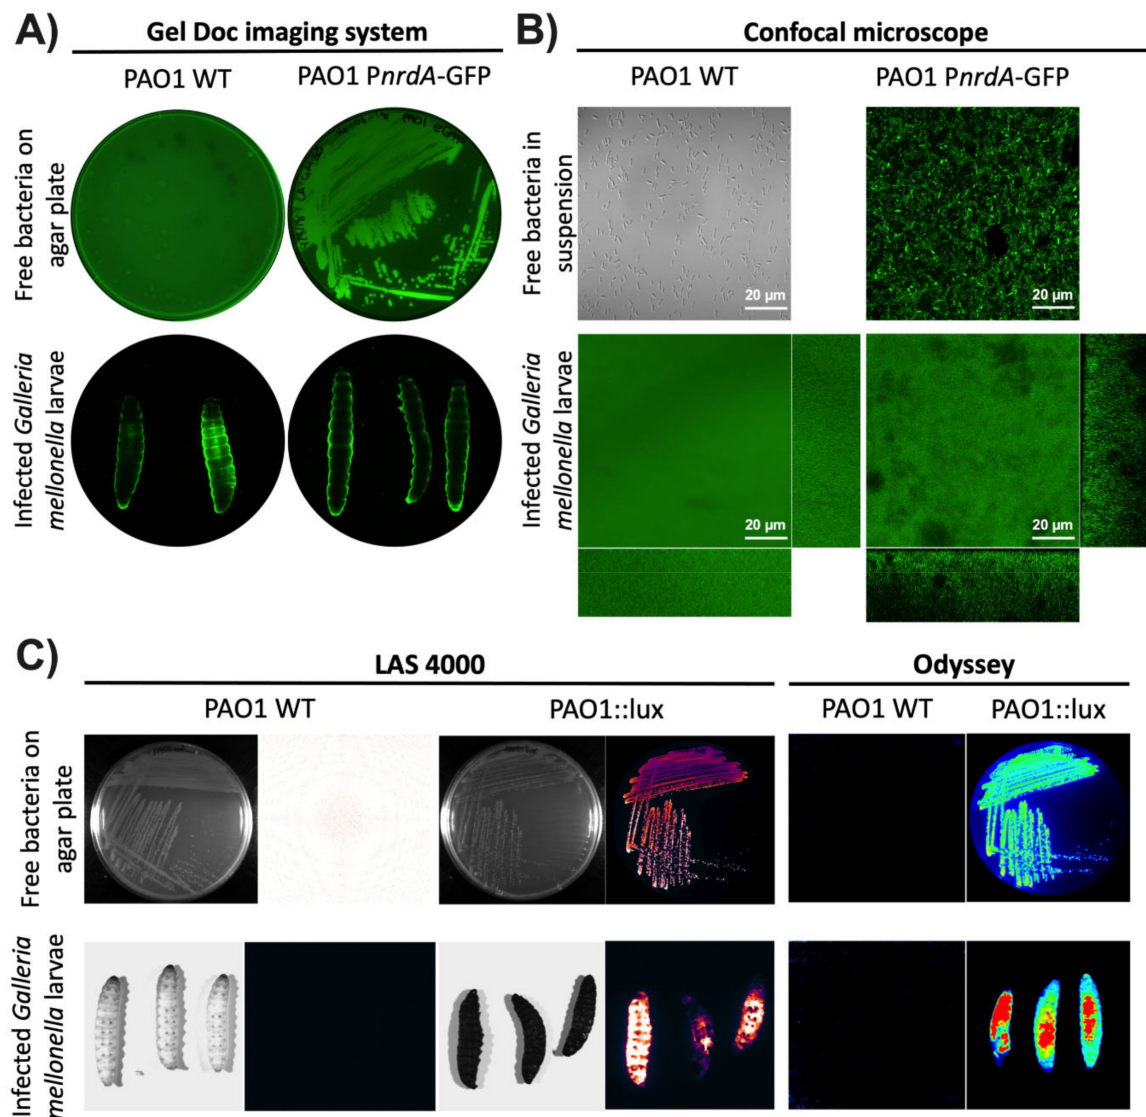 A)
Gel Doc imaging system
PAO1 WT
PAO1 PnrdA-GFP
Free bacteria on
agar plate
PAO1
Infected Galleria
mellonella larvae
B)
Confocal microscope
PAO1 WT
PAO1 PnrdA-GFP
Free bacteria in
suspension
20 µm
20 µm
Infected Galleria
mellonella larvae
20 µm
20 µm
C)
LAS 4000
Odyssey
PAO1 WT
PAO1::lux
PAO1 WT
PAO1::lux
Free bacteria on
agar plate
Infected Galleria
mellonella larvae